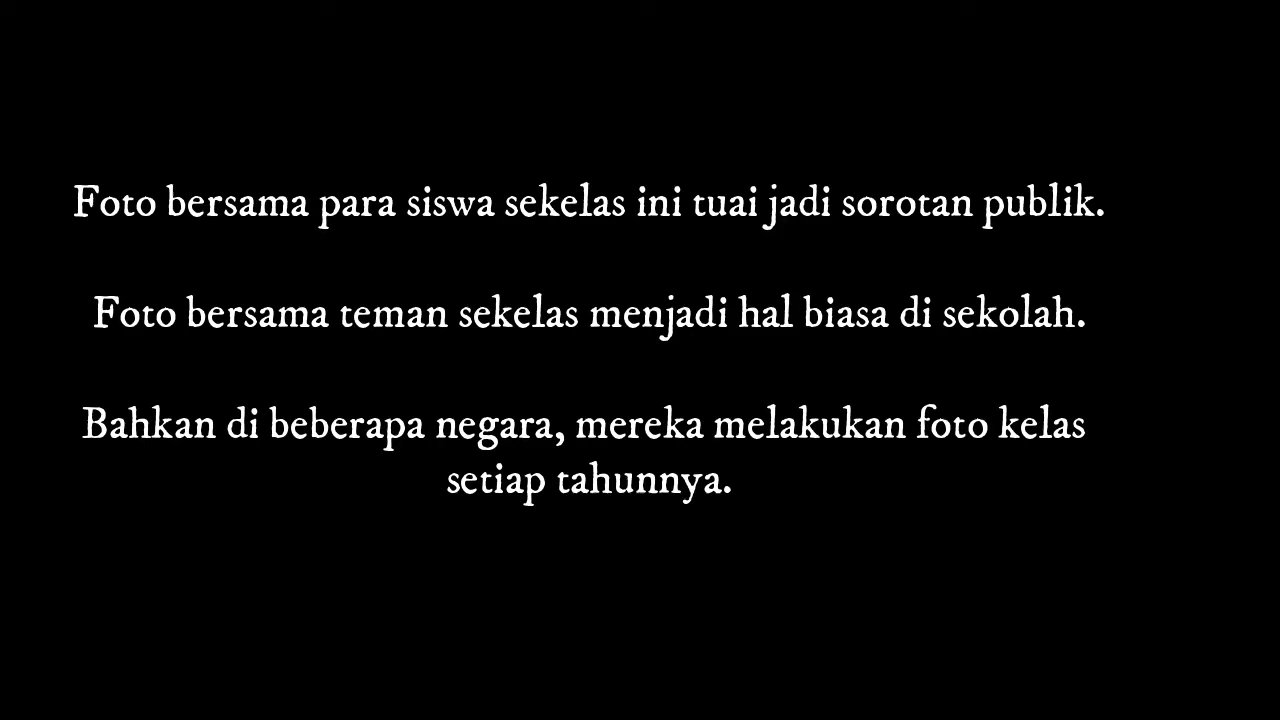 Foto bersama para siswa sekelas ini tuai jadi sorotan publik.
Foto bersama teman sekelas menjadi hal biasa di sekolah.
Bahkan di beberapa negara, mereka melakukan foto kelas
setiap tahunnya.